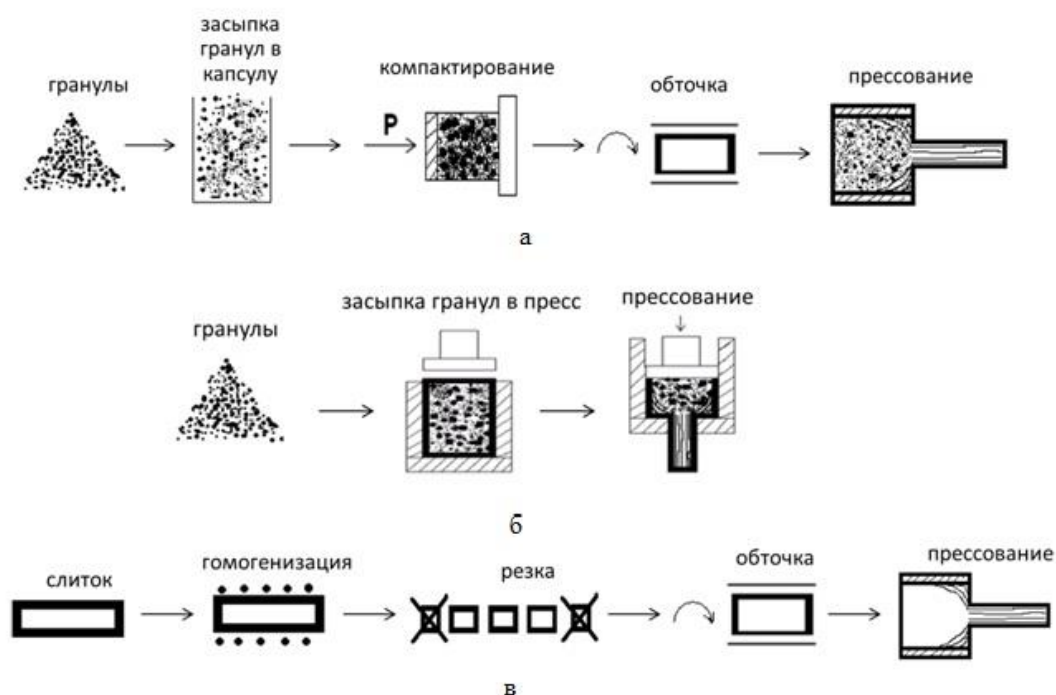 гранулы
засыпка
гранул в
капсулу
Р
компактирование
обточка
прессование
а
гранулы
засыпка гранул в пресс
прессование
б
слиток
гомогенизация
резка
обточка
прессование
в